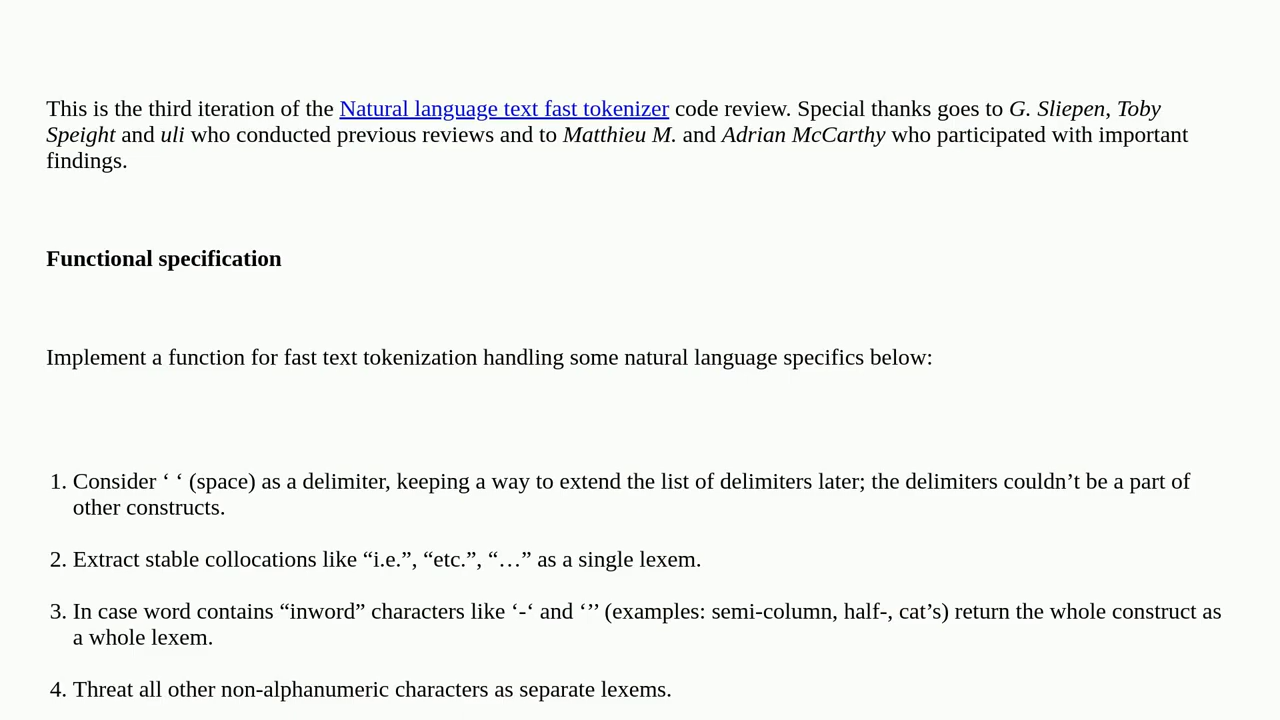 This is the third iteration of the Natural language text fast tokenizer code review. Special thanks goes to G. Sliepen, Toby
Speight and uli who conducted previous reviews and to Matthieu M. and Adrian McCarthy who participated with important
findings.
Functional specification
Implement a function for fast text tokenization handling some natural language specifics below:
1. Consider ‘ ‘ (space) as a delimiter, keeping a way to extend the list of delimiters later; the delimiters couldn’t be a part of
other constructs.
2. Extract stable collocations like “i.e.”, “etc.”, “…” as a single lexem.
3. In case word contains “inword” characters like ‘-‘ and ‘’’ (examples: semi-column, half-, cat’s) return the whole construct as
a whole lexem.
4. Threat all other non-alphanumeric characters as separate lexems.